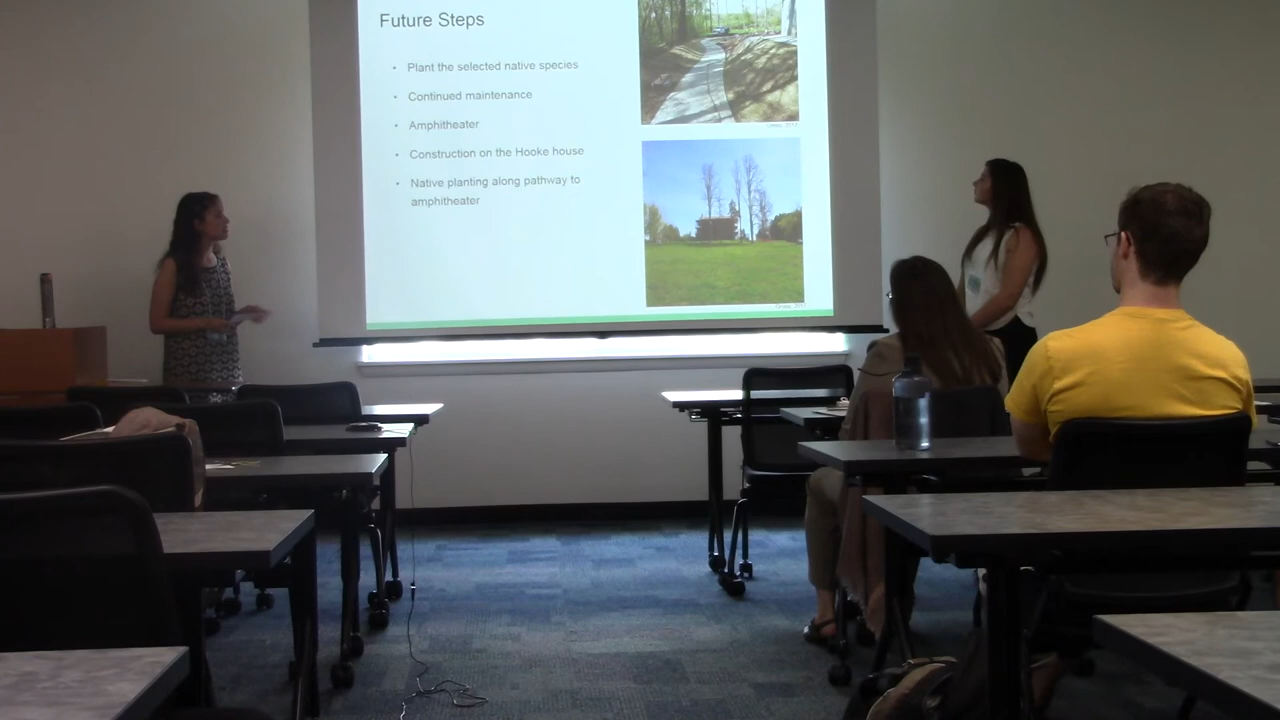 Future Steps
• Plant the selected native species
• Continued maintenance
• Amphitheater
• Construction on the Hooke house
• Native planting along pathway to
amphitheater